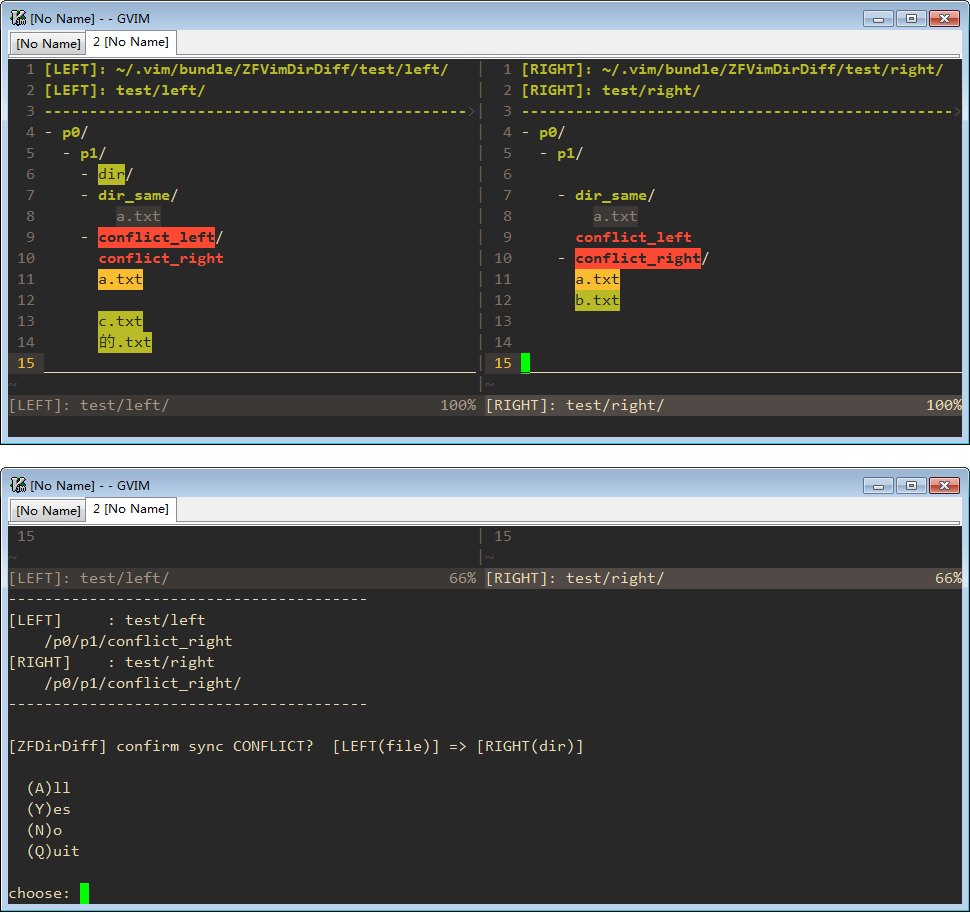 [No Name] - - GVIM
[No Name] 2 [No Name]
1 [LEFT]: ~/.vim/bundle/ZFVimDirDiff/test/left/ | 1 [RIGHT]: ~/.vim/bundle/ZFVimDirDiff/test/right/
2 [LEFT]: test/left/ | 2 [RIGHT]: test/right/
3 -----------------------------------------------> | 3 ------------------------------------------------>
4 - p0/ | 4 - p0/
5 - p1/ | 5 - p1/
6 - dir/ | 6
7 - dir_same/ | 7 - dir_same/
8 a.txt | 8 a.txt
9 - conflict_left/ | 9 conflict_left
10 conflict_right | 10 - conflict_right/
11 a.txt | 11 a.txt
12 | 12 b.txt
13 c.txt | 13
14 的.txt | 14
15 | 15
~ |~
[LEFT]: test/left/ 100% [RIGHT]: test/right/ 100%
[No Name] - - GVIM
[No Name] 2 [No Name]
15 | 15
~ |~
[LEFT]: test/left/ 66% [RIGHT]: test/right/ 66%
----------------------------------------
[LEFT] : test/left
/p0/p1/conflict_right
[RIGHT] : test/right
/p0/p1/conflict_right/
----------------------------------------
[ZFDirDiff] confirm sync CONFLICT? [LEFT(file)] => [RIGHT(dir)]
(A)ll
(Y)es
(N)o
(Q)uit
choose: